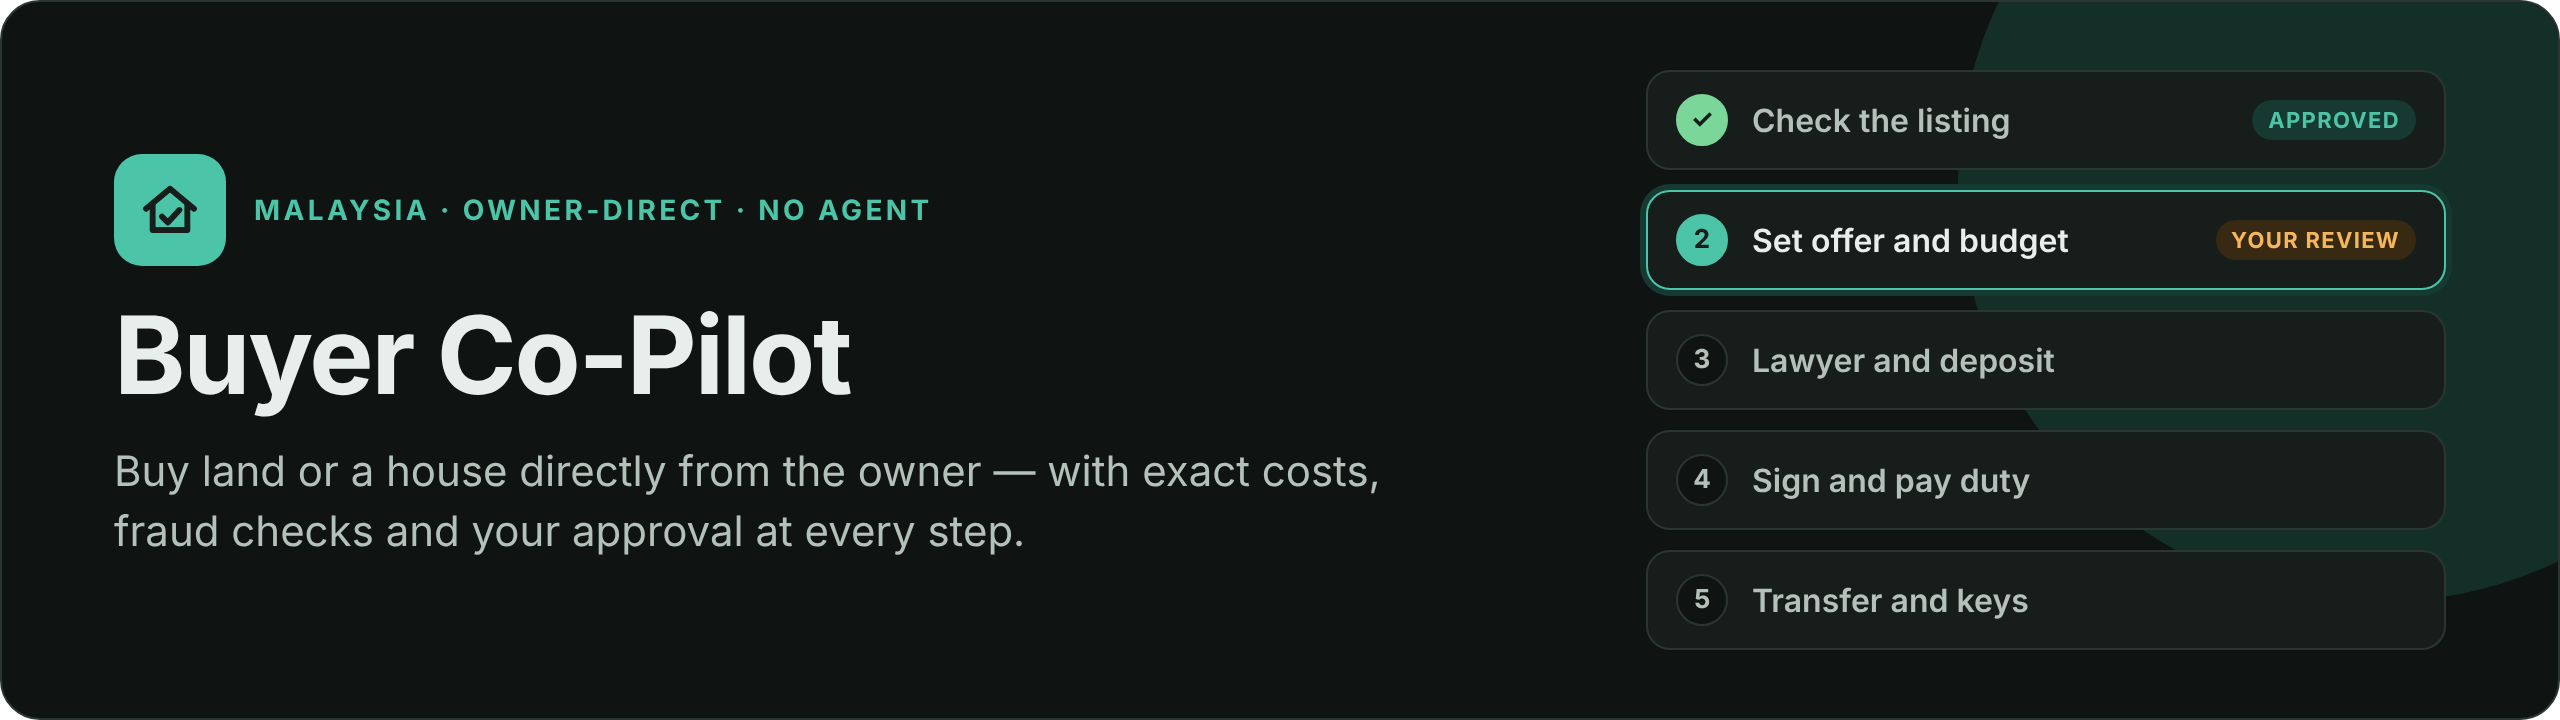 MALAYSIA · OWNER-DIRECT · NO AGENT
Buyer Co-Pilot
Buy land or a house directly from the owner — with exact costs,
fraud checks and your approval at every step.
Check the listing APPROVED
2 Set offer and budget YOUR REVIEW
3 Lawyer and deposit
4 Sign and pay duty
5 Transfer and keys